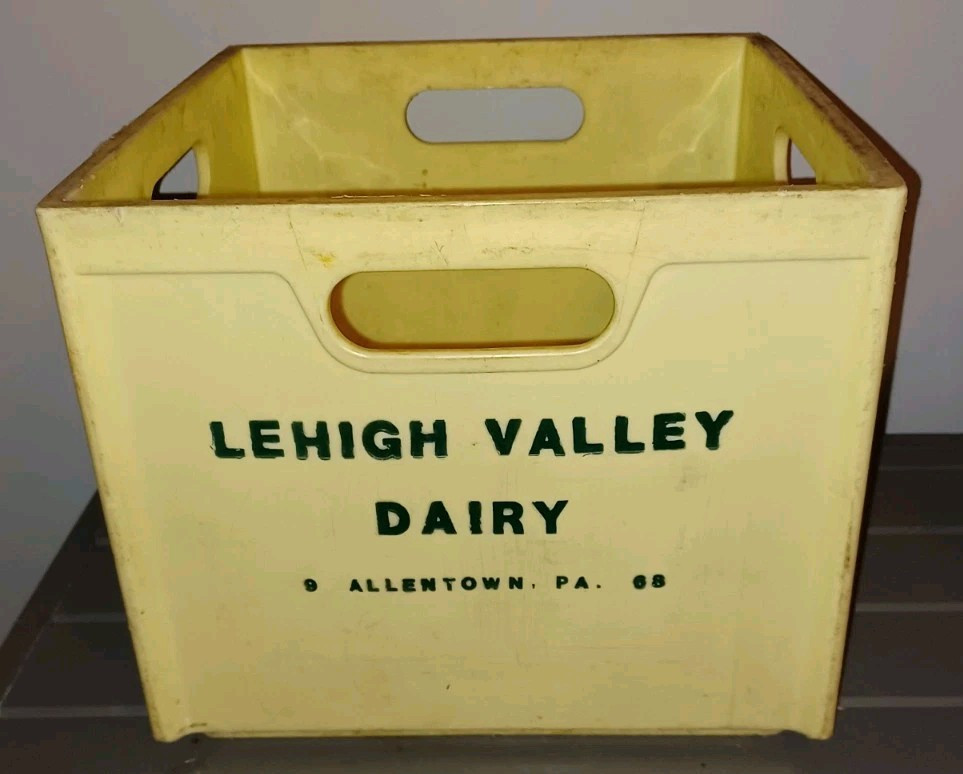 LEHIGH VALLEY
DAIRY
9 ALLENTOWN, PA. 68